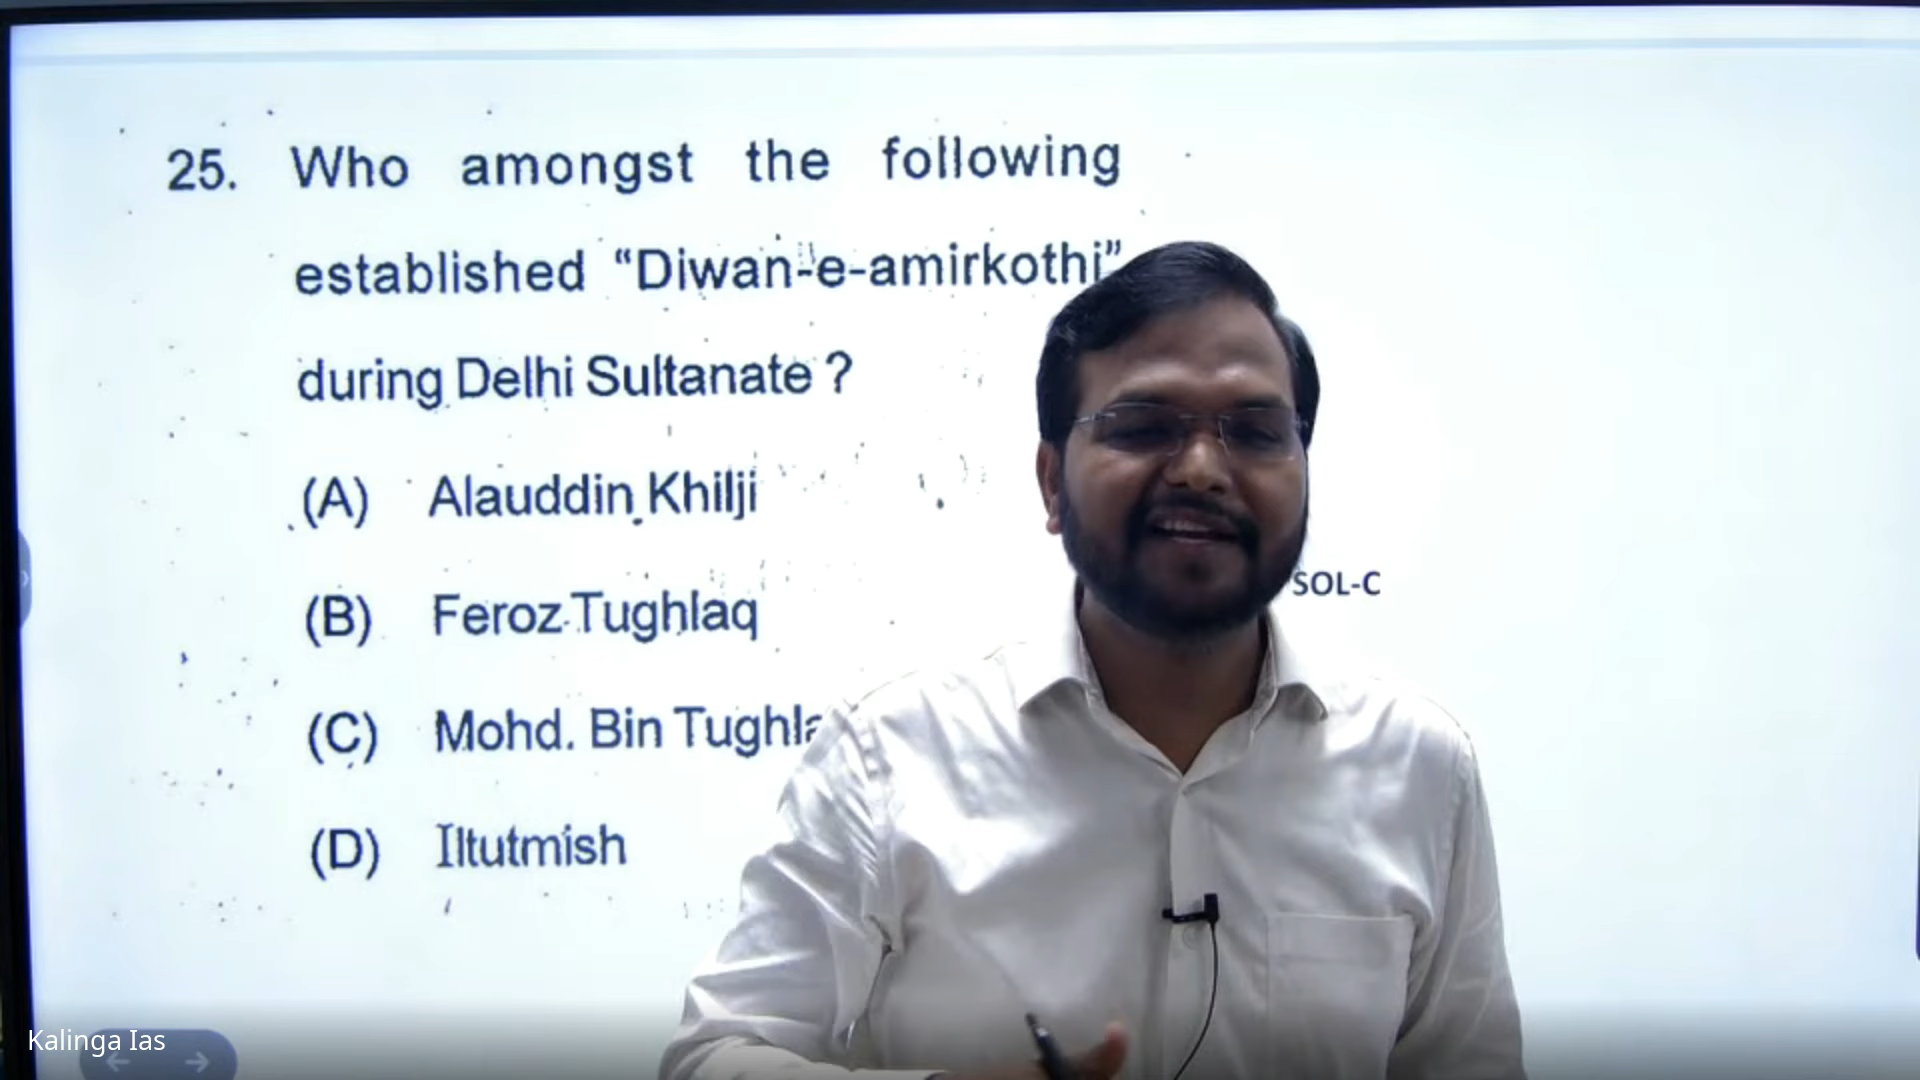 25. Who amongst the following
established “Diwan-e-amirkothi”
during Delhi Sultanate ?
(A) Alauddin Khilji
(B) Feroz Tughlaq
(C) Mohd. Bin
(D) Iltutmish
SOL-C
Kalinga Ias